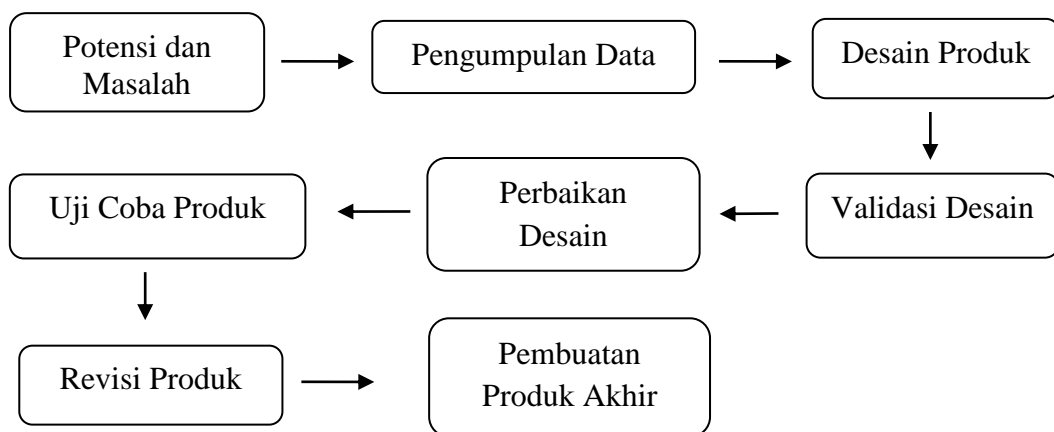 Potensi dan
Masalah
Pengumpulan Data
Desain Produk
Validasi Desain
Perbaikan
Desain
Uji Coba Produk
Revisi Produk
Pembuatan
Produk Akhir